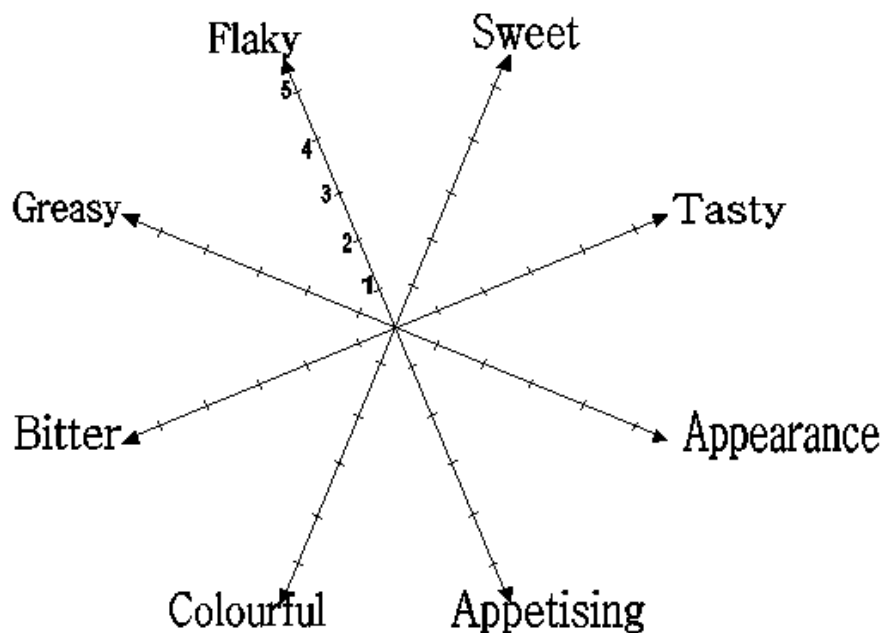 Flaky
Sweet
5
4
3
2
1
Greasy
Tasty
Bitter
Appearance
Colourful
Appetising